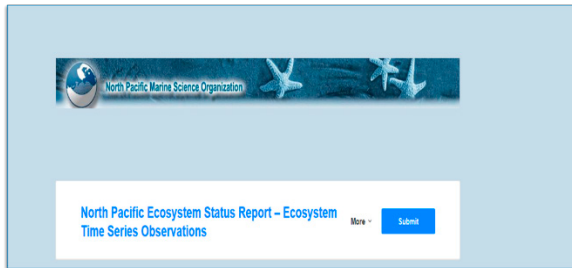 North Pacific Marine Science Organization
North Pacific Ecosystem Status Report – Ecosystem
Time Series Observations
More
Submit